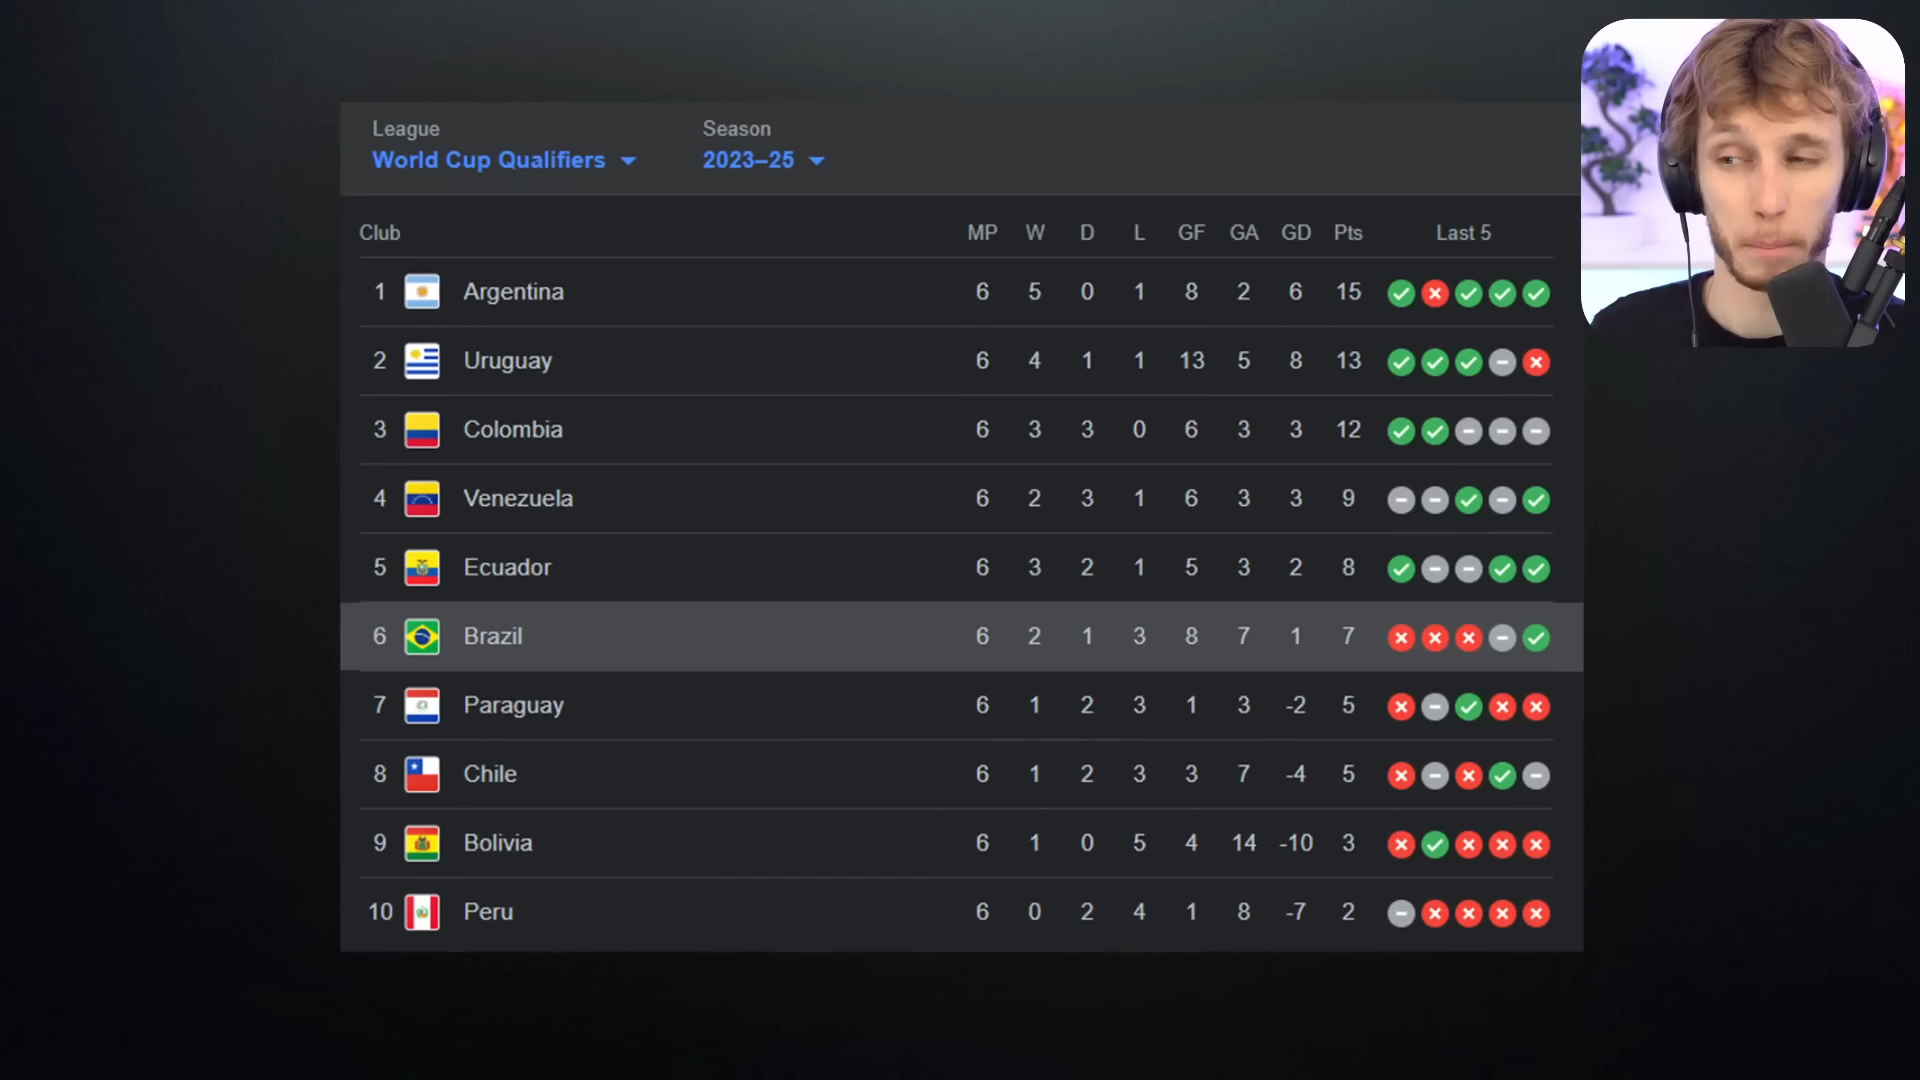 League Season
World Cup Qualifiers 2023–25
Club MP W D L GF GA GD Pts Last 5
1 Argentina 6 5 0 1 8 2 6 15
2 Uruguay 6 4 1 1 13 5 8 13
3 Colombia 6 3 3 0 6 3 3 12
4 Venezuela 6 2 3 1 6 3 3 9
5 Ecuador 6 3 2 1 5 3 2 8
6 Brazil 6 2 1 3 8 7 1 7
7 Paraguay 6 1 2 3 1 3 -2 5
8 Chile 6 1 2 3 3 7 -4 5
9 Bolivia 6 1 0 5 4 14 -10 3
10 Peru 6 0 2 4 1 8 -7 2